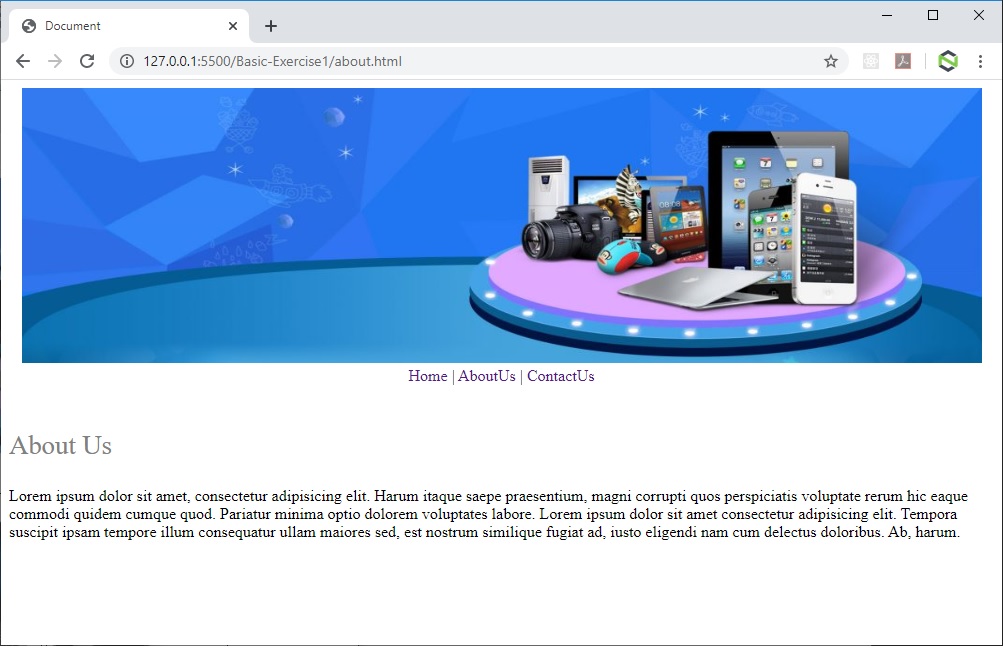 Document
127.0.0.1:5500/Basic-Exercise1/about.html
08:08
Home | AboutUs | ContactUs
About Us
Lorem ipsum dolor sit amet, consectetur adipisicing elit. Harum itaque saepe praesentium, magni corrupti quos perspiciatis voluptate rerum hic eaque
commodi quidem cumque quod. Pariatur minima optio dolorem voluptates labore. Lorem ipsum dolor sit amet consectetur adipisicing elit. Tempora
suscipit ipsam tempore illum consequatur ullam maiores sed, est nostrum similique fugiat ad, iusto eligendi nam cum delectus doloribus. Ab, harum.